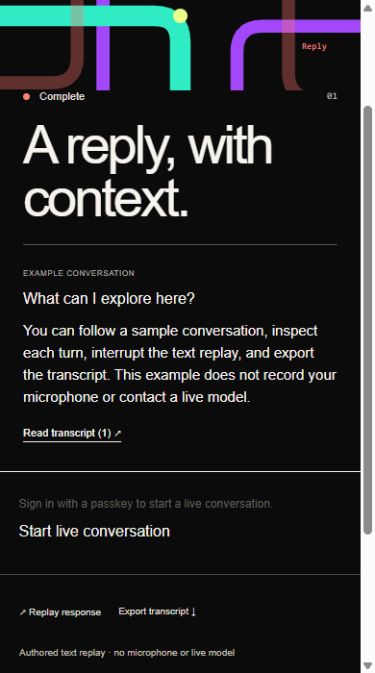 Reply
Complete
01
A reply, with
context.
EXAMPLE CONVERSATION
What can I explore here?
You can follow a sample conversation, inspect
each turn, interrupt the text replay, and export
the transcript. This example does not record your
microphone or contact a live model.
Read transcript (1) ↗
Sign in with a passkey to start a live conversation.
Start live conversation
↗ Replay response
Export transcript ↓
Authored text replay · no microphone or live model